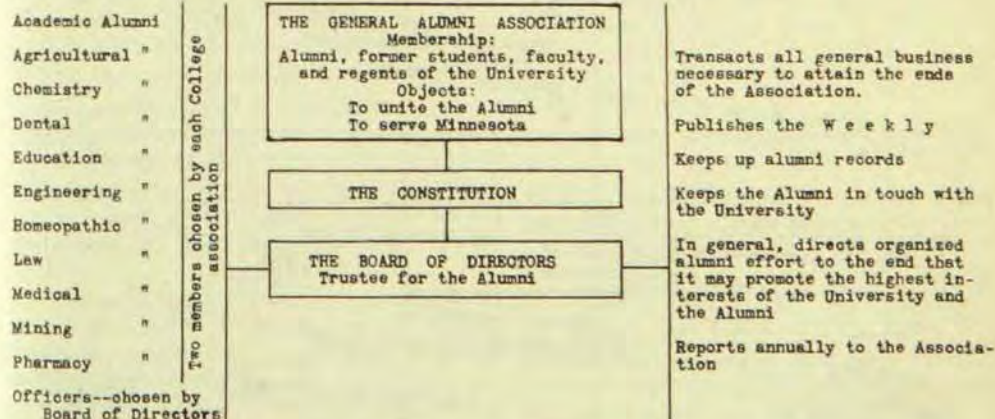 Academic Alumni
Agricultural "
Chemistry "
Dental "
Education "
Engineering "
Homeopathic "
Law "
Medical "
Mining "
Pharmacy "
Officers--chosen by
Board of Directors
Two members chosen by each College
association
THE GENERAL ALUMNI ASSOCIATION
Membership:
Alumni, former students, faculty,
and regents of the University
Objects:
To unite the Alumni
To serve Minnesota
THE CONSTITUTION
THE BOARD OF DIRECTORS
Trustee for the Alumni
Transacts all general business
necessary to attain the ends
of the Association.
Publishes the W e e k l y
Keeps up alumni records
Keeps the Alumni in touch with
the University
In general, directs organized
alumni effort to the end that
it may promote the highest in-
terests of the University and
the Alumni
Reports annually to the Associa-
tion